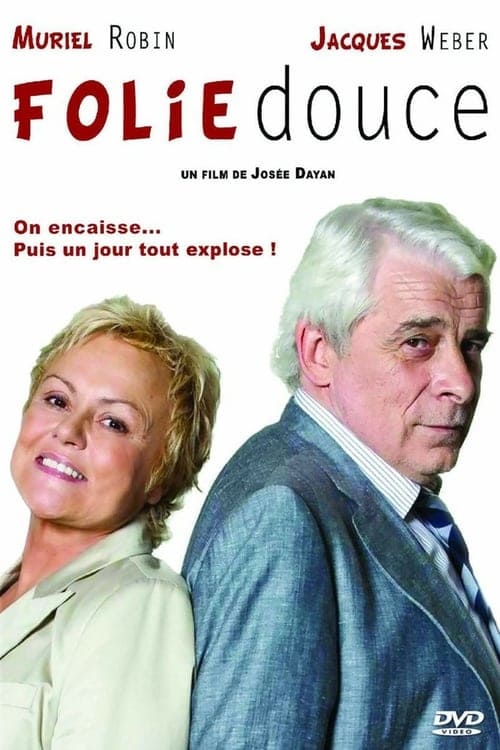 MURIEL ROBIN JACQUES WEBER
FOLiE douce
UN FILM DE JOSÉE DAYAN
On encaisse...
Puis un jour tout explose !
DVD
VIDEO